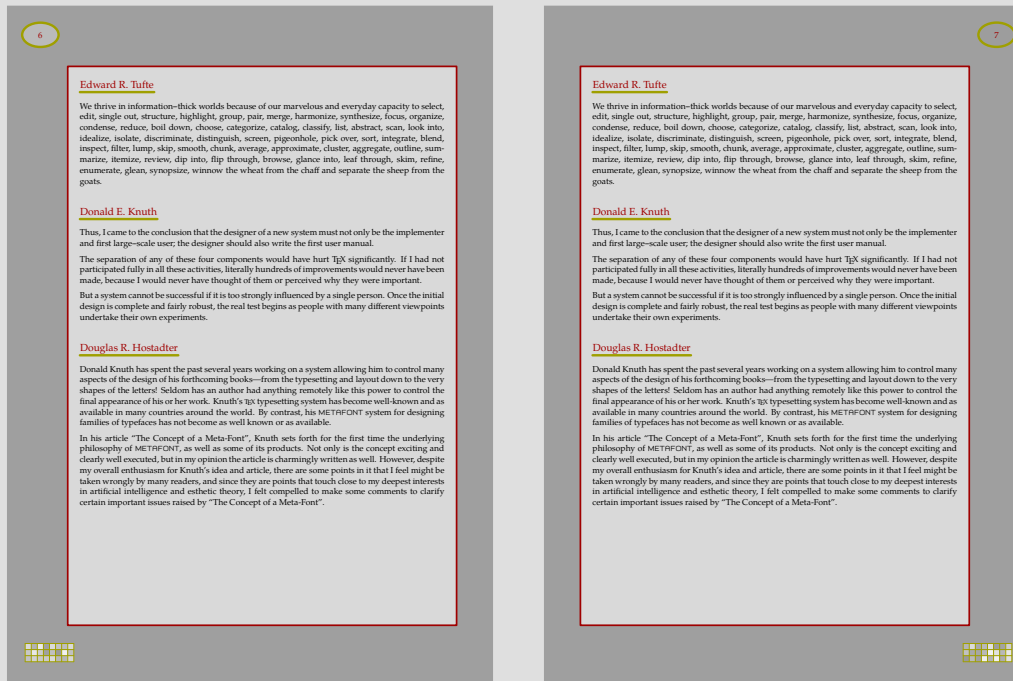 6
Edward R. Tufte
We thrive in information–thick worlds because of our marvelous and everyday capacity to select,
edit, single out, structure, highlight, group, pair, merge, harmonize, synthesize, focus, organize,
condense, reduce, boil down, choose, categorize, catalog, classify, list, abstract, scan, look into,
idealize, isolate, discriminate, distinguish, screen, pigeonhole, pick over, sort, integrate, blend,
inspect, filter, lump, skip, smooth, chunk, average, approximate, cluster, aggregate, outline, sum-
marize, itemize, review, dip into, flip through, browse, glance into, leaf through, skim, refine,
enumerate, glean, synopsize, winnow the wheat from the chaff and separate the sheep from the
goats.
Donald E. Knuth
Thus, I came to the conclusion that the designer of a new system must not only be the implementer
and first large–scale user; the designer should also write the first user manual.
The separation of any of these four components would have hurt TEX significantly. If I had not
participated fully in all these activities, literally hundreds of improvements would never have been
made, because I would never have thought of them or perceived why they were important.
But a system cannot be successful if it is too strongly influenced by a single person. Once the initial
design is complete and fairly robust, the real test begins as people with many different viewpoints
undertake their own experiments.
Douglas R. Hostadter
Donald Knuth has spent the past several years working on a system allowing him to control many
aspects of the design of his forthcoming books—from the typesetting and layout down to the very
shapes of the letters! Seldom has an author had anything remotely like this power to control the
final appearance of his or her work. Knuth's TEX typesetting system has become well-known and as
available in many countries around the world. By contrast, his METAFONT system for designing
families of typefaces has not become as well known or as available.
In his article “The Concept of a Meta-Font”, Knuth sets forth for the first time the underlying
philosophy of METAFONT, as well as some of its products. Not only is the concept exciting and
clearly well executed, but in my opinion the article is charmingly written as well. However, despite
my overall enthusiasm for Knuth's idea and article, there are some points in it that I feel might be
taken wrongly by many readers, and since they are points that touch close to my deepest interests
in artificial intelligence and esthetic theory, I felt compelled to make some comments to clarify
certain important issues raised by “The Concept of a Meta-Font”.
7
Edward R. Tufte
We thrive in information–thick worlds because of our marvelous and everyday capacity to select,
edit, single out, structure, highlight, group, pair, merge, harmonize, synthesize, focus, organize,
condense, reduce, boil down, choose, categorize, catalog, classify, list, abstract, scan, look into,
idealize, isolate, discriminate, distinguish, screen, pigeonhole, pick over, sort, integrate, blend,
inspect, filter, lump, skip, smooth, chunk, average, approximate, cluster, aggregate, outline, sum-
marize, itemize, review, dip into, flip through, browse, glance into, leaf through, skim, refine,
enumerate, glean, synopsize, winnow the wheat from the chaff and separate the sheep from the
goats.
Donald E. Knuth
Thus, I came to the conclusion that the designer of a new system must not only be the implementer
and first large–scale user; the designer should also write the first user manual.
The separation of any of these four components would have hurt TEX significantly. If I had not
participated fully in all these activities, literally hundreds of improvements would never have been
made, because I would never have thought of them or perceived why they were important.
But a system cannot be successful if it is too strongly influenced by a single person. Once the initial
design is complete and fairly robust, the real test begins as people with many different viewpoints
undertake their own experiments.
Douglas R. Hostadter
Donald Knuth has spent the past several years working on a system allowing him to control many
aspects of the design of his forthcoming books—from the typesetting and layout down to the very
shapes of the letters! Seldom has an author had anything remotely like this power to control the
final appearance of his or her work. Knuth's TEX typesetting system has become well-known and as
available in many countries around the world. By contrast, his METAFONT system for designing
families of typefaces has not become as well known or as available.
In his article “The Concept of a Meta-Font”, Knuth sets forth for the first time the underlying
philosophy of METAFONT, as well as some of its products. Not only is the concept exciting and
clearly well executed, but in my opinion the article is charmingly written as well. However, despite
my overall enthusiasm for Knuth's idea and article, there are some points in it that I feel might be
taken wrongly by many readers, and since they are points that touch close to my deepest interests
in artificial intelligence and esthetic theory, I felt compelled to make some comments to clarify
certain important issues raised by “The Concept of a Meta-Font”.